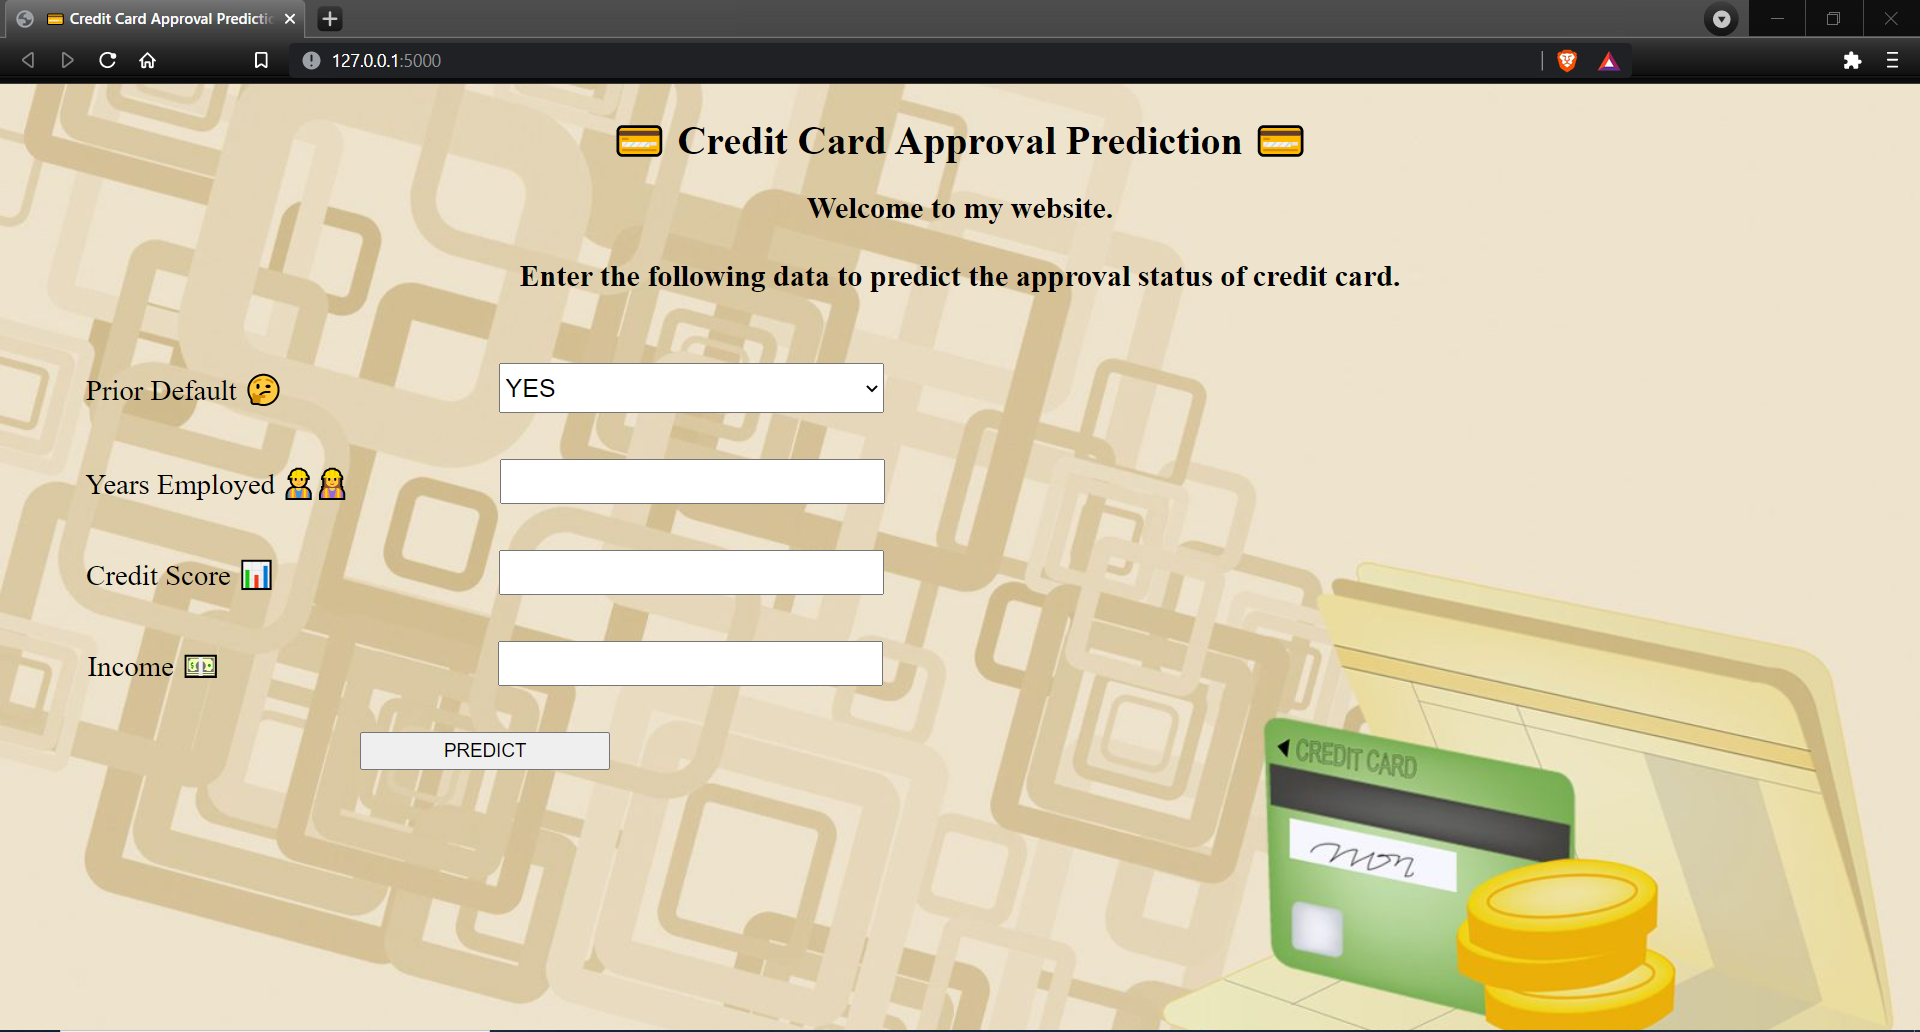 Credit Card Approval Predictio
127.0.0.1:5000
Credit Card Approval Prediction
Welcome to my website.
Enter the following data to predict the approval status of credit card.
Prior Default
YES
Years Employed
Credit Score
Income
PREDICT
CREDIT CARD